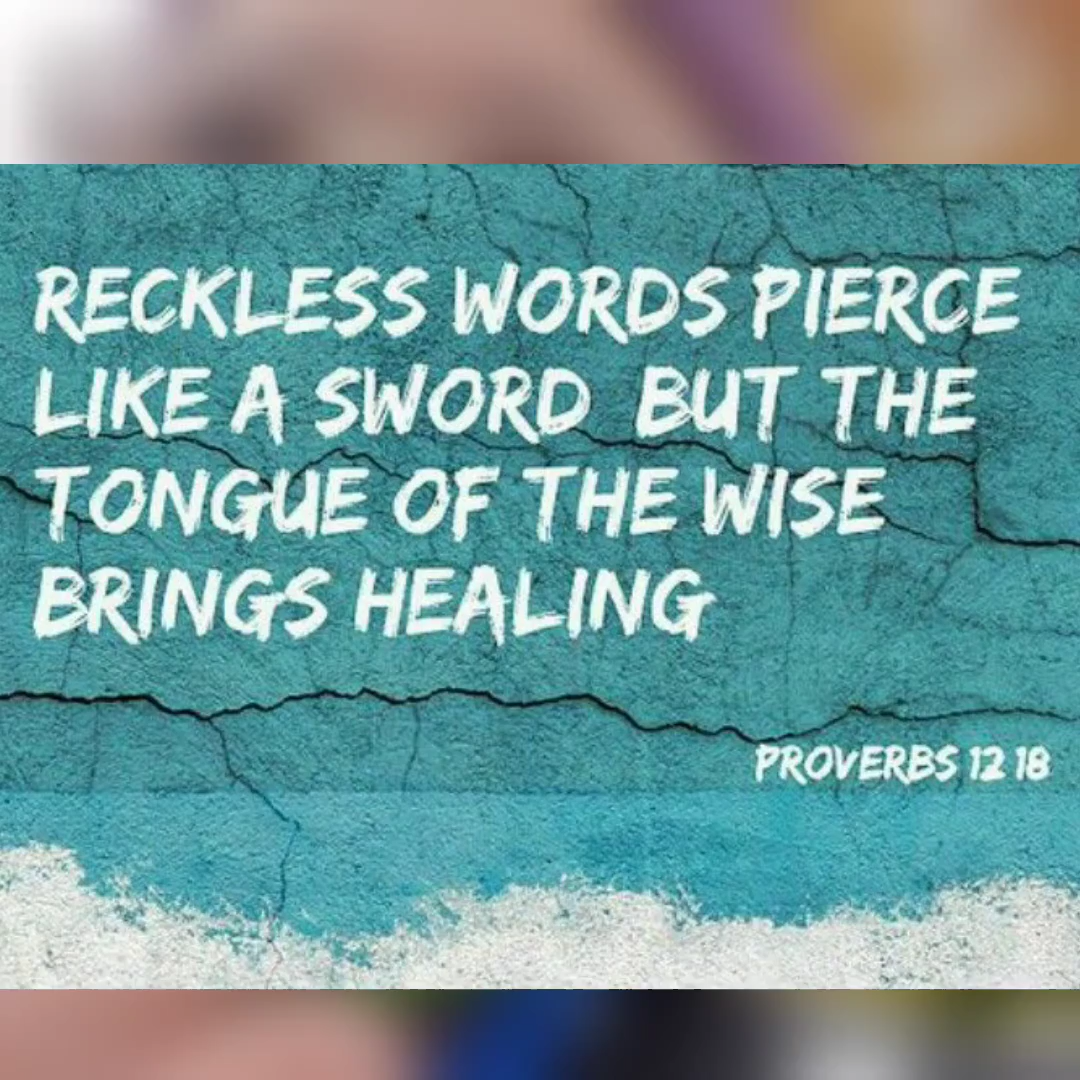 RECKLESS WORDS PIERCE
LIKE A SWORD BUT THE
TONGUE OF THE WISE
BRINGS HEALING
PROVERBS 12 18